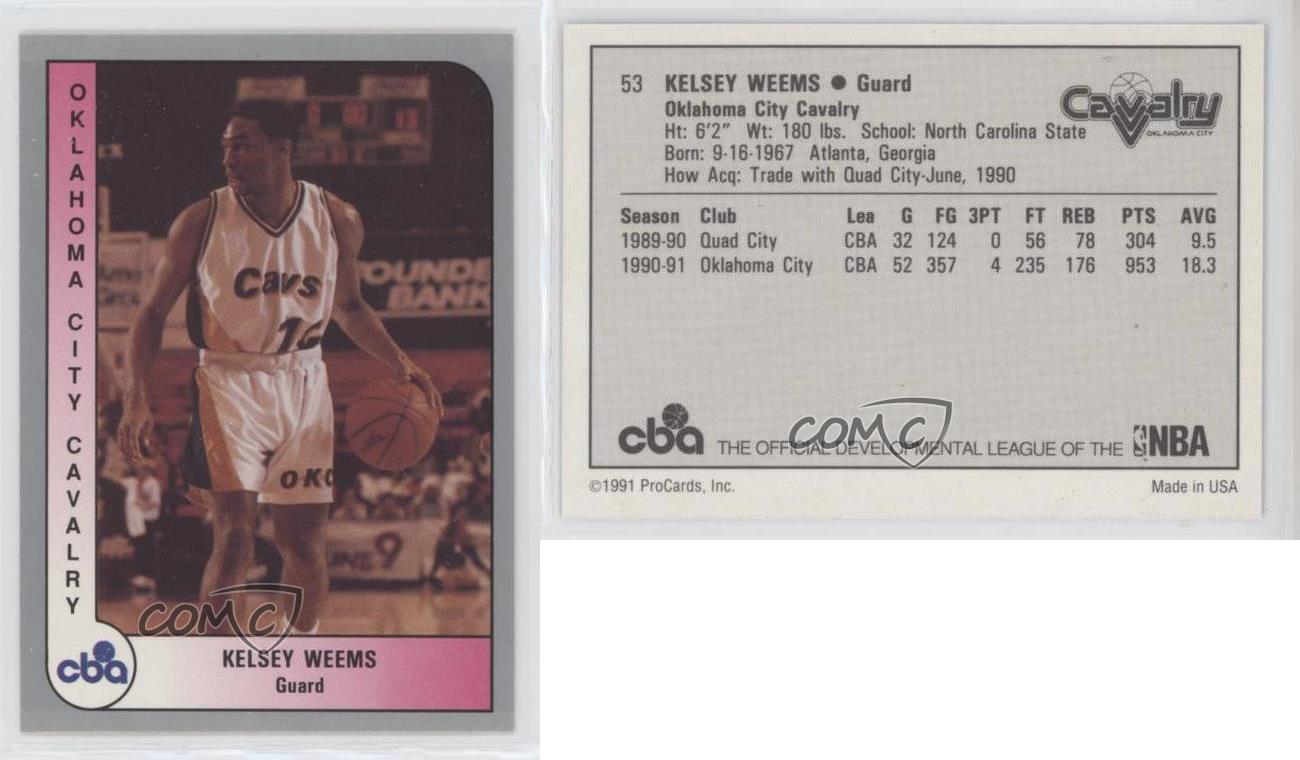 OKLAHOMA CITY CAVALRY
Cavs
OKC
NE 9
COMC
cba
KELSEY WEEMS
Guard
53 KELSEY WEEMS ● Guard
Oklahoma City Cavalry
Ht: 6'2" Wt: 180 lbs. School: North Carolina State
Born: 9-16-1967 Atlanta, Georgia
How Acq: Trade with Quad City-June, 1990
Cavalry
OKLAHOMA CITY
Season Club Lea G FG 3PT FT REB PTS AVG
1989-90 Quad City CBA 32 124 0 56 78 304 9.5
1990-91 Oklahoma City CBA 52 357 4 235 176 953 18.3
COMC
cba THE OFFICIAL DEVELOPMENTAL LEAGUE OF THE NBA
©1991 ProCards, Inc. Made in USA